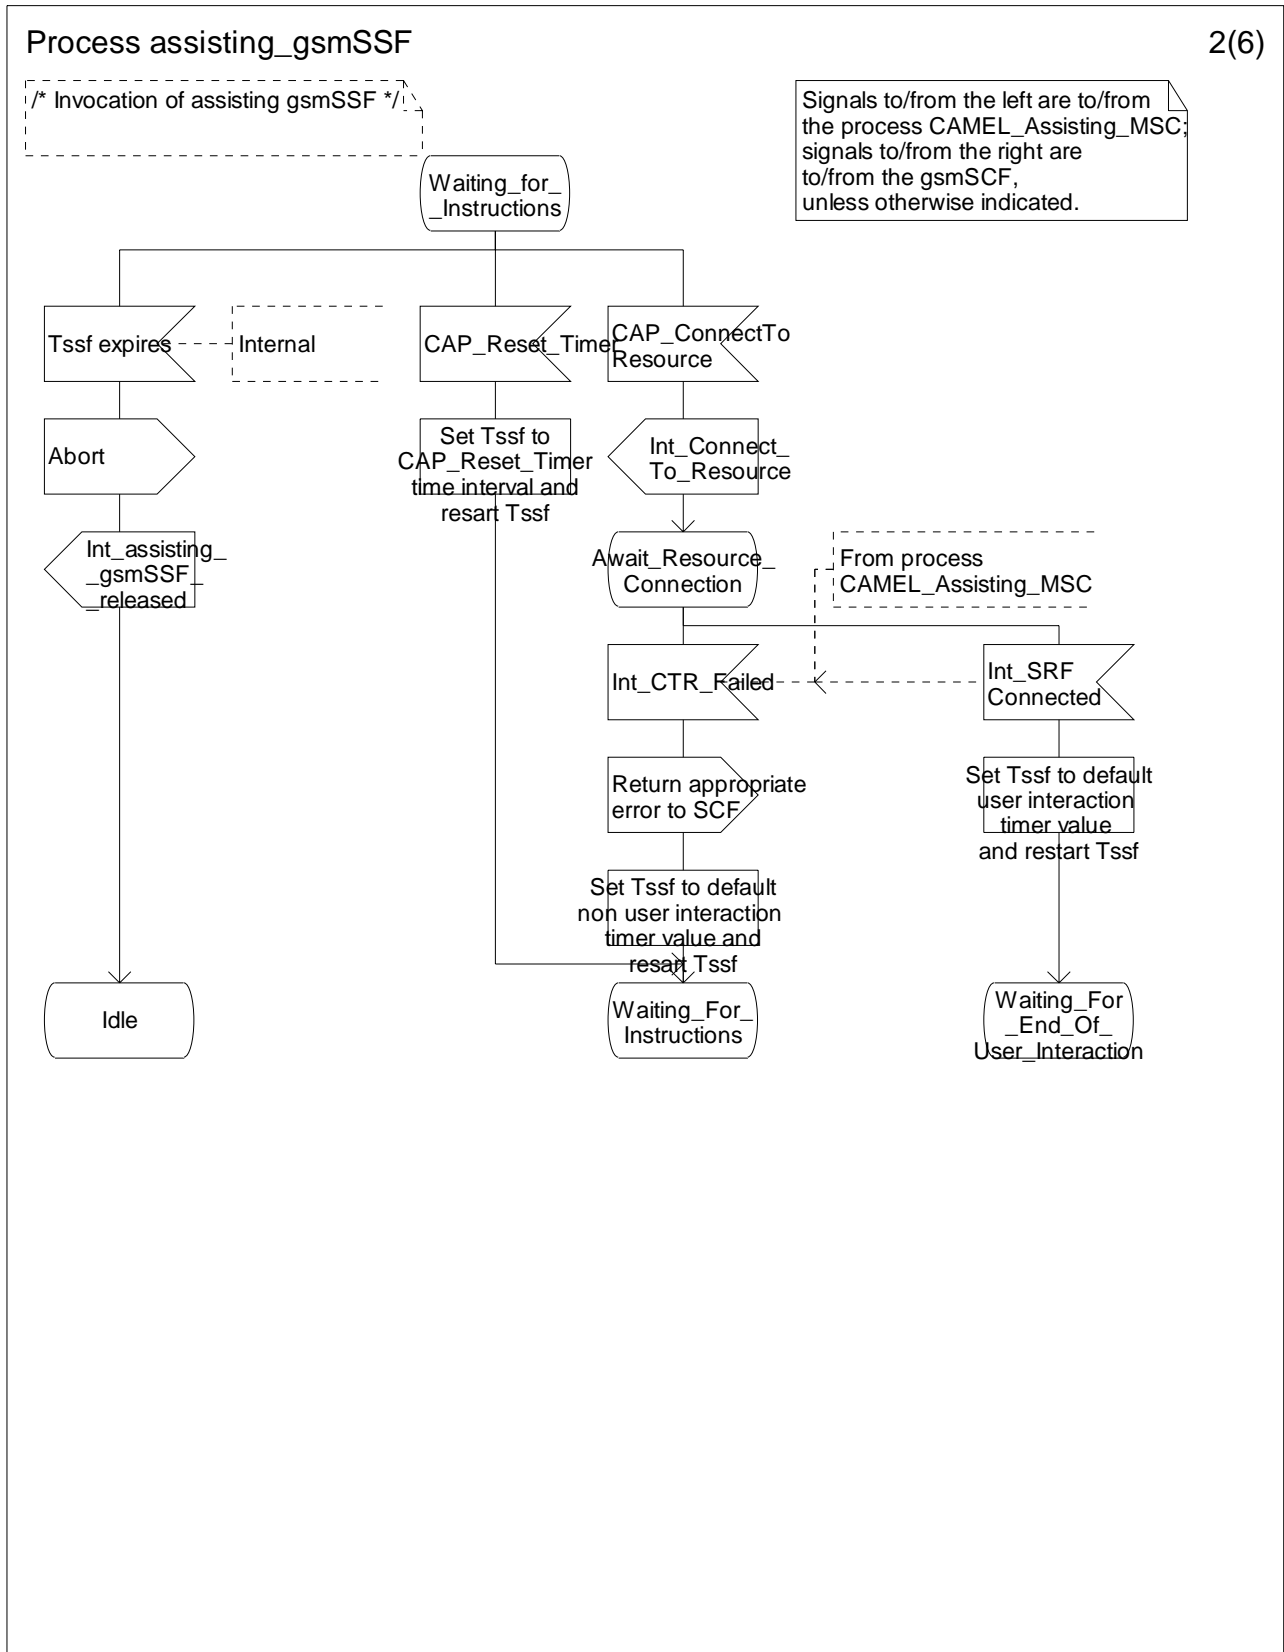 Process assisting_gsmSSF
2(6)
/* Invocation of assisting gsmSSF */
Signals to/from the left are to/from
the process CAMEL_Assisting_MSC;
signals to/from the right are
to/from the gsmSCF,
unless otherwise indicated.
Waiting_for_
_Instructions
Tssf expires
Internal
CAP_Reset_Timer
CAP_ConnectTo
Resource
Abort
Set Tssf to
CAP_Reset_Timer
time interval and
resart Tssf
Int_Connect_
To_Resource
Int_assisting_
_gsmSSF_
_released
Await_Resource_
Connection
From process
CAMEL_Assisting_MSC
Int_CTR_Failed
Int_SRF
Connected
Return appropriate
error to SCF
Set Tssf to default
user interaction
timer value
and restart Tssf
Set Tssf to default
non user interaction
timer value and
resart Tssf
Idle
Waiting_For_
Instructions
Waiting_For
_End_Of_
User_Interaction